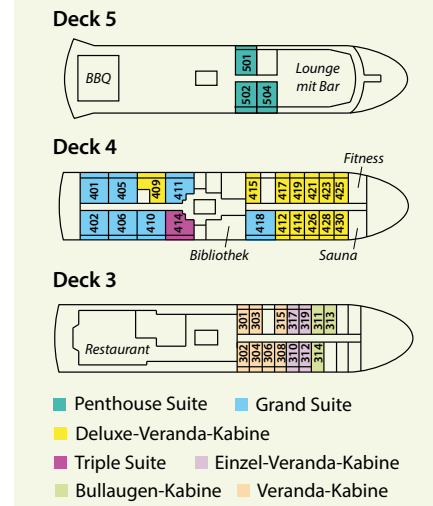 Deck 5
BBQ
501
502 504
Lounge
mit Bar
Deck 4
Fitness
401 405 409 411 415 417 419 421 423 425
402 406 410 414 418 412 414 426 428 430
Bibliothek
Sauna
Deck 3
301 303 315 317 319 311 313
302 304 306 308 310 312 314
Restaurant
Penthouse Suite
Grand Suite
Deluxe-Veranda-Kabine
Triple Suite
Einzel-Veranda-Kabine
Bullaugen-Kabine
Veranda-Kabine